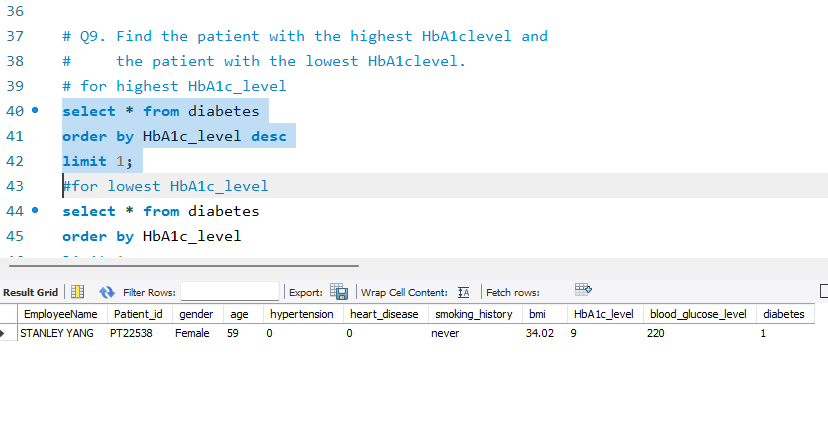 36
37 # Q9. Find the patient with the highest HbA1clevel and
38 #     the patient with the lowest HbA1clevel.
39 # for highest HbA1c_level
40 select * from diabetes
41 order by HbA1c_level desc
42 limit 1;
43 #for lowest HbA1c_level
44 select * from diabetes
45 order by HbA1c_level
Result Grid Filter Rows: Export: Wrap Cell Content: Fetch rows:
EmployeeName Patient_id gender age hypertension heart_disease smoking_history bmi HbA1c_level blood_glucose_level diabetes
STANLEY YANG PT22538 Female 59 0 0 never 34.02 9 220 1